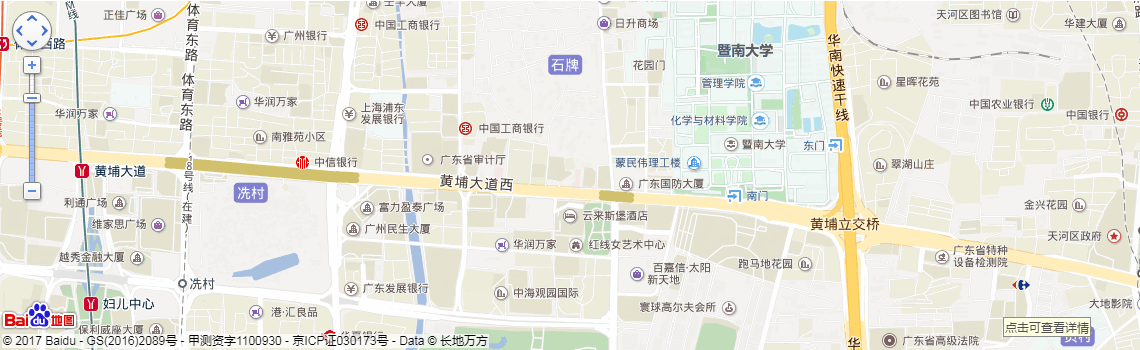 正佳广场
体育东路
广州银行
中国工商银行
日升商场
天河区图书馆
华建大厦
石牌
花园门
暨南大学
管理学院
华南快速干线
星晖花苑
华润万家
体育东路
上海浦东
发展银行
中国农业银行
中国银行
南雅苑小区
中国工商银行
化学与材料学院
暨南大学
东门
黄埔大道
18号线(在建)
中信银行
广东省审计厅
蒙民伟理工楼
翠湖山庄
冼村
黄埔大道西
广东国防大厦
南门
利通广场
富力盈泰广场
云来斯堡酒店
金兴花园
维家思广场
广州民生大厦
黄埔立交桥
天河区政府
越秀金融大厦
华润万家
红线女艺术中心
广东省特种
设备检测院
跑马地花园
百嘉信·太阳
新天地
冼村
广东发展银行
中海观园国际
妇儿中心
港·汇良品
寰球高尔夫会所
大地影院
Bai du 地图
保利威座大厦
点击可查看详情
广东省高级法院
© 2017 Baidu - GS(2016)2089号 - 甲测资字1100930 - 京ICP证030173号 - Data © 长地万方